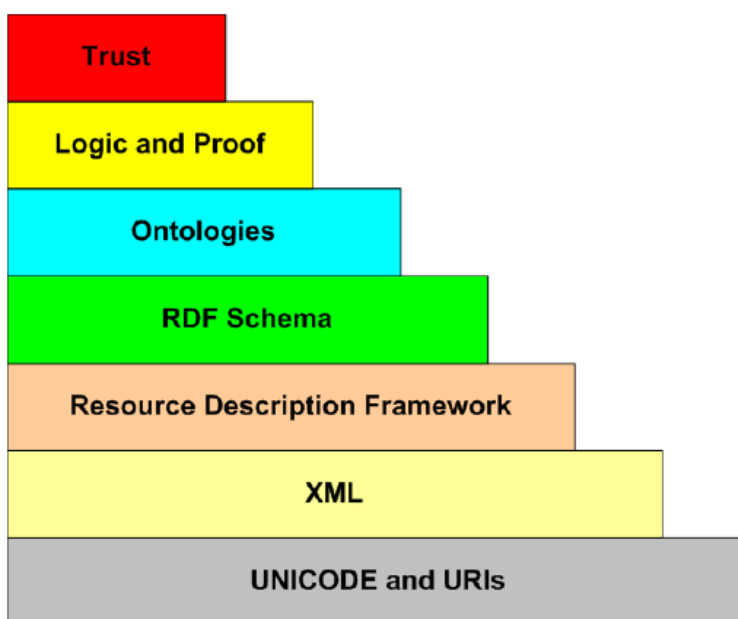 Trust
Logic and Proof
Ontologies
RDF Schema
Resource Description Framework
XML
UNICODE and URIs